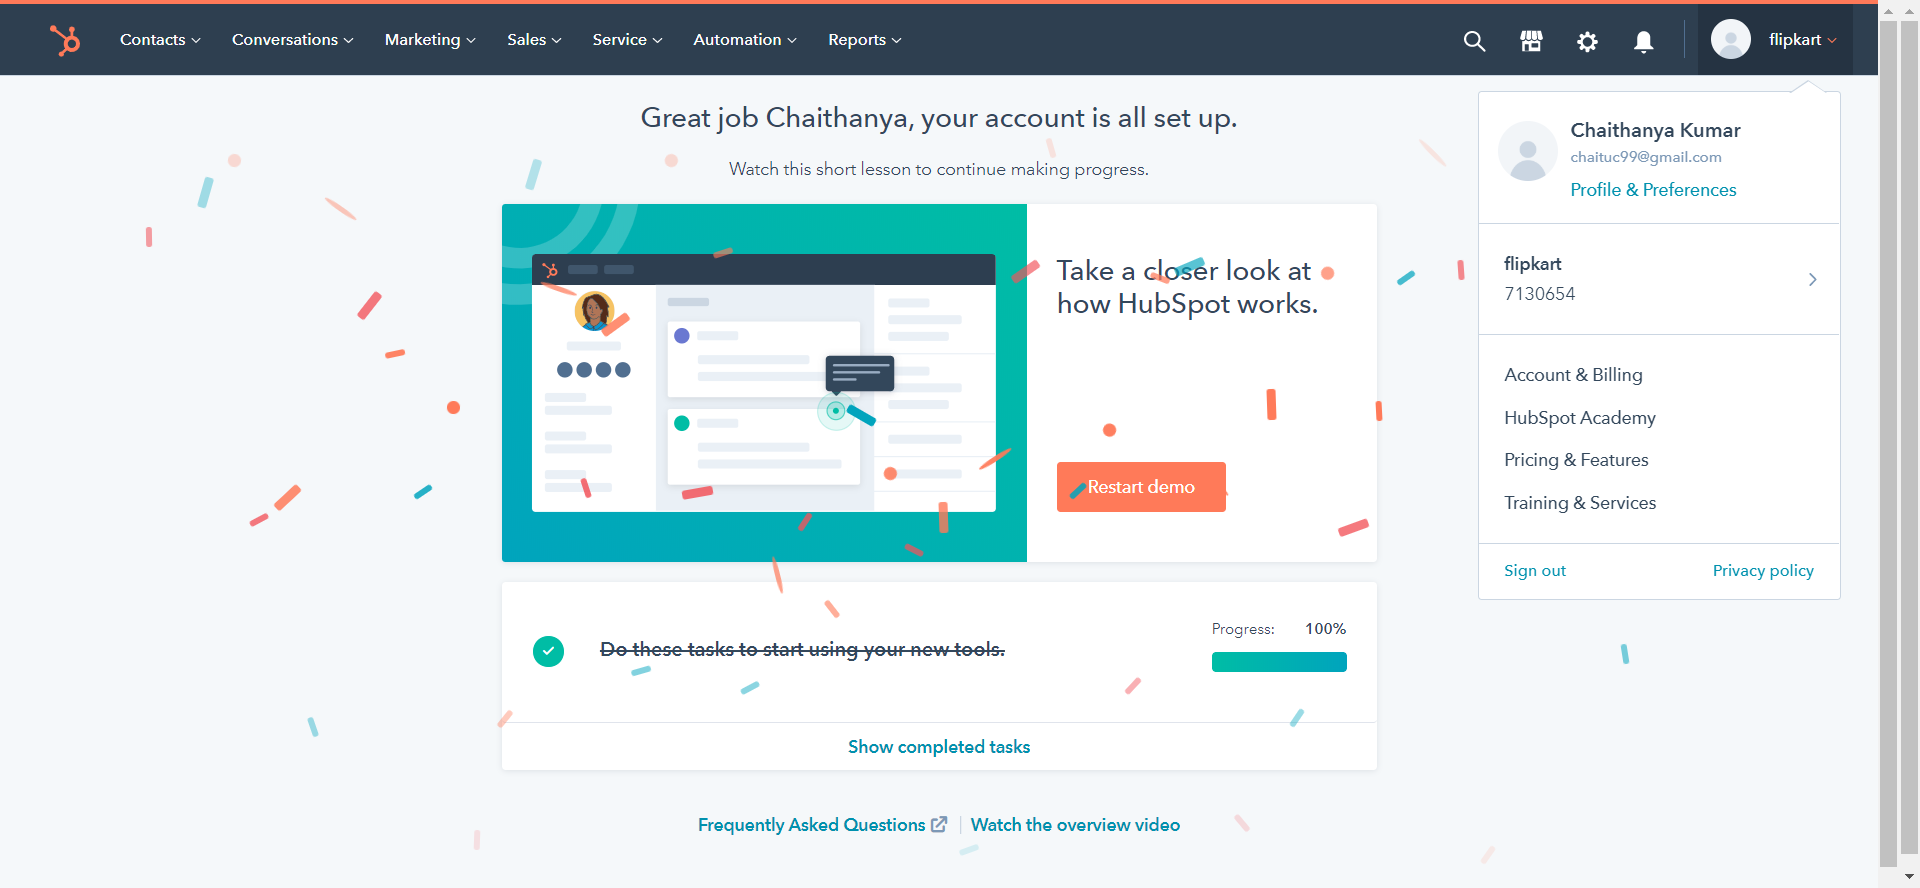 Contacts
Conversations
Marketing
Sales
Service
Automation
Reports
flipkart
Great job Chaithanya, your account is all set up.
Watch this short lesson to continue making progress.
Take a closer look at
how HubSpot works.
Restart demo
Do these tasks to start using your new tools.
Progress: 100%
Show completed tasks
Frequently Asked Questions
Watch the overview video
Chaithanya Kumar
chaituc99@gmail.com
Profile & Preferences
flipkart
7130654
Account & Billing
HubSpot Academy
Pricing & Features
Training & Services
Sign out
Privacy policy